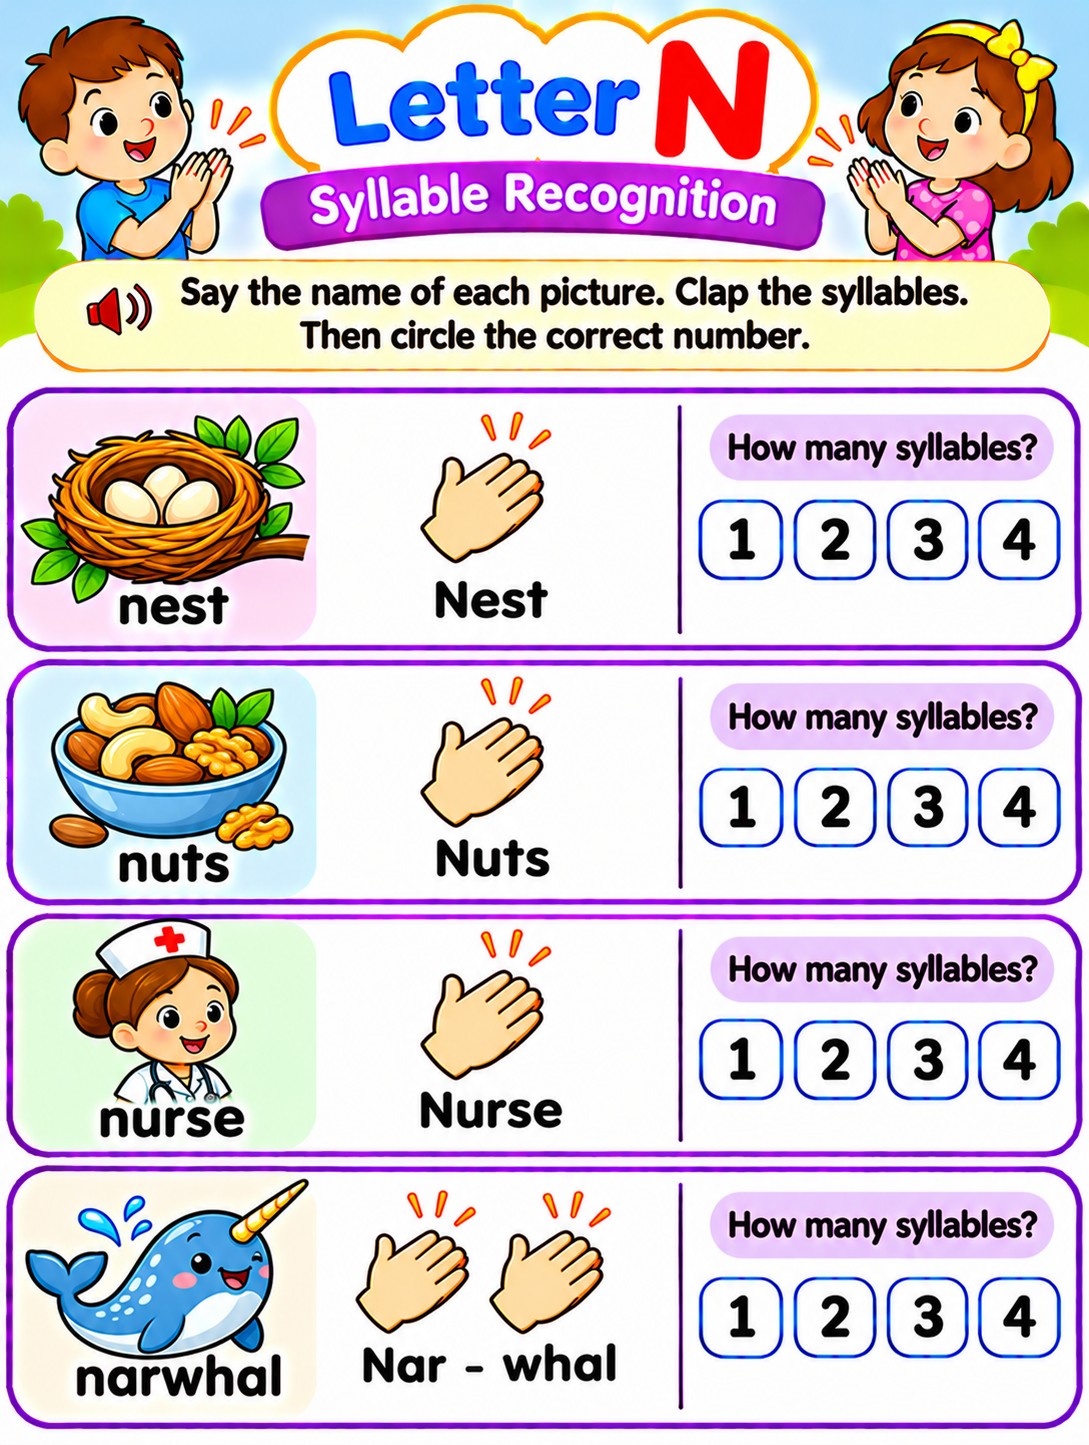 Letter N
Syllable Recognition
Say the name of each picture. Clap the syllables.
Then circle the correct number.
nest
Nest
How many syllables?
1 2 3 4
nuts
Nuts
How many syllables?
1 2 3 4
nurse
Nurse
How many syllables?
1 2 3 4
narwhal
Nar - whal
How many syllables?
1 2 3 4